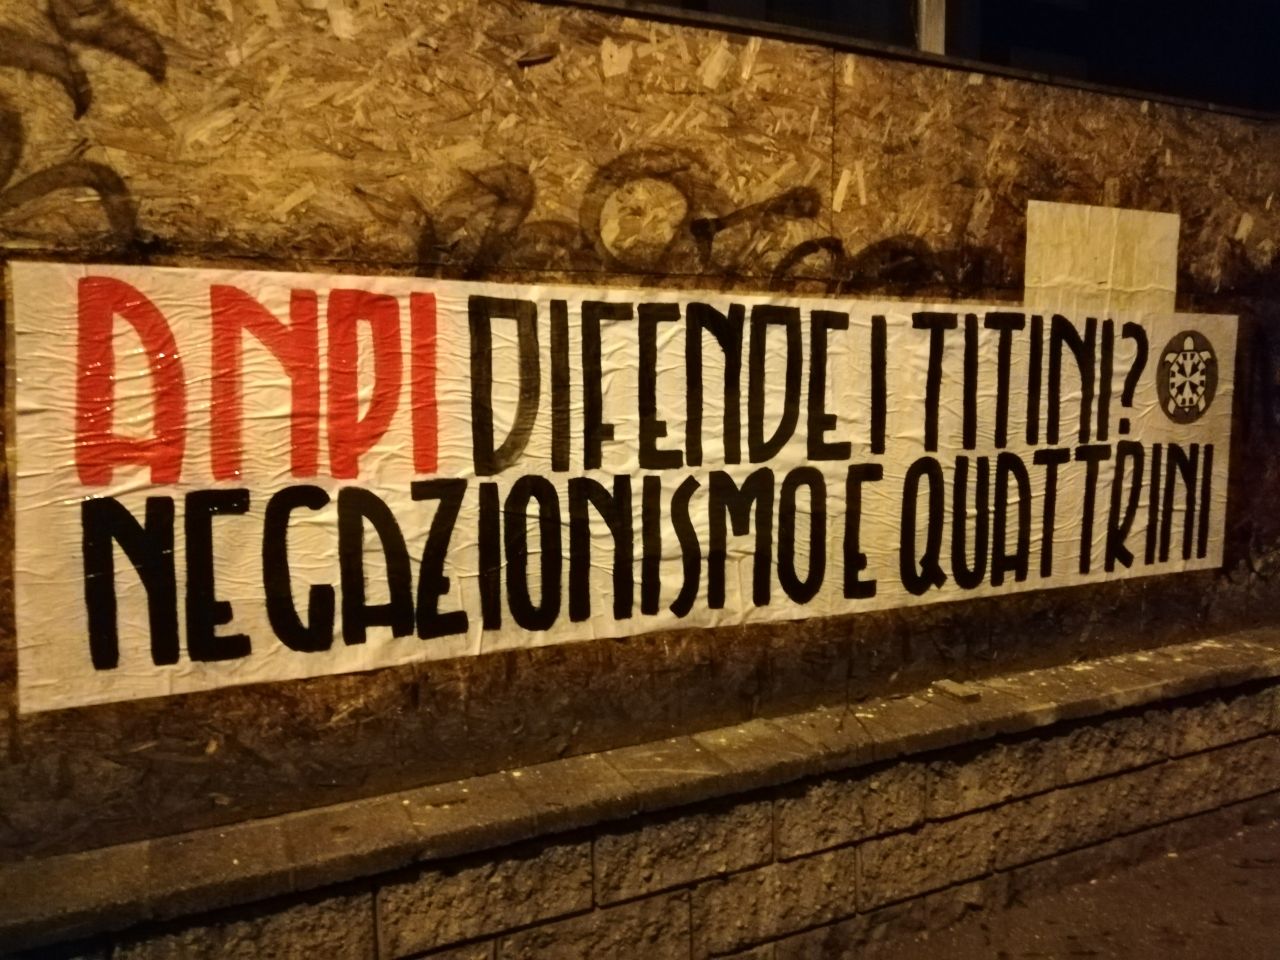 ANPI DIFENDE I TITINI?
NEGAZIONISMO E QUATTRINI